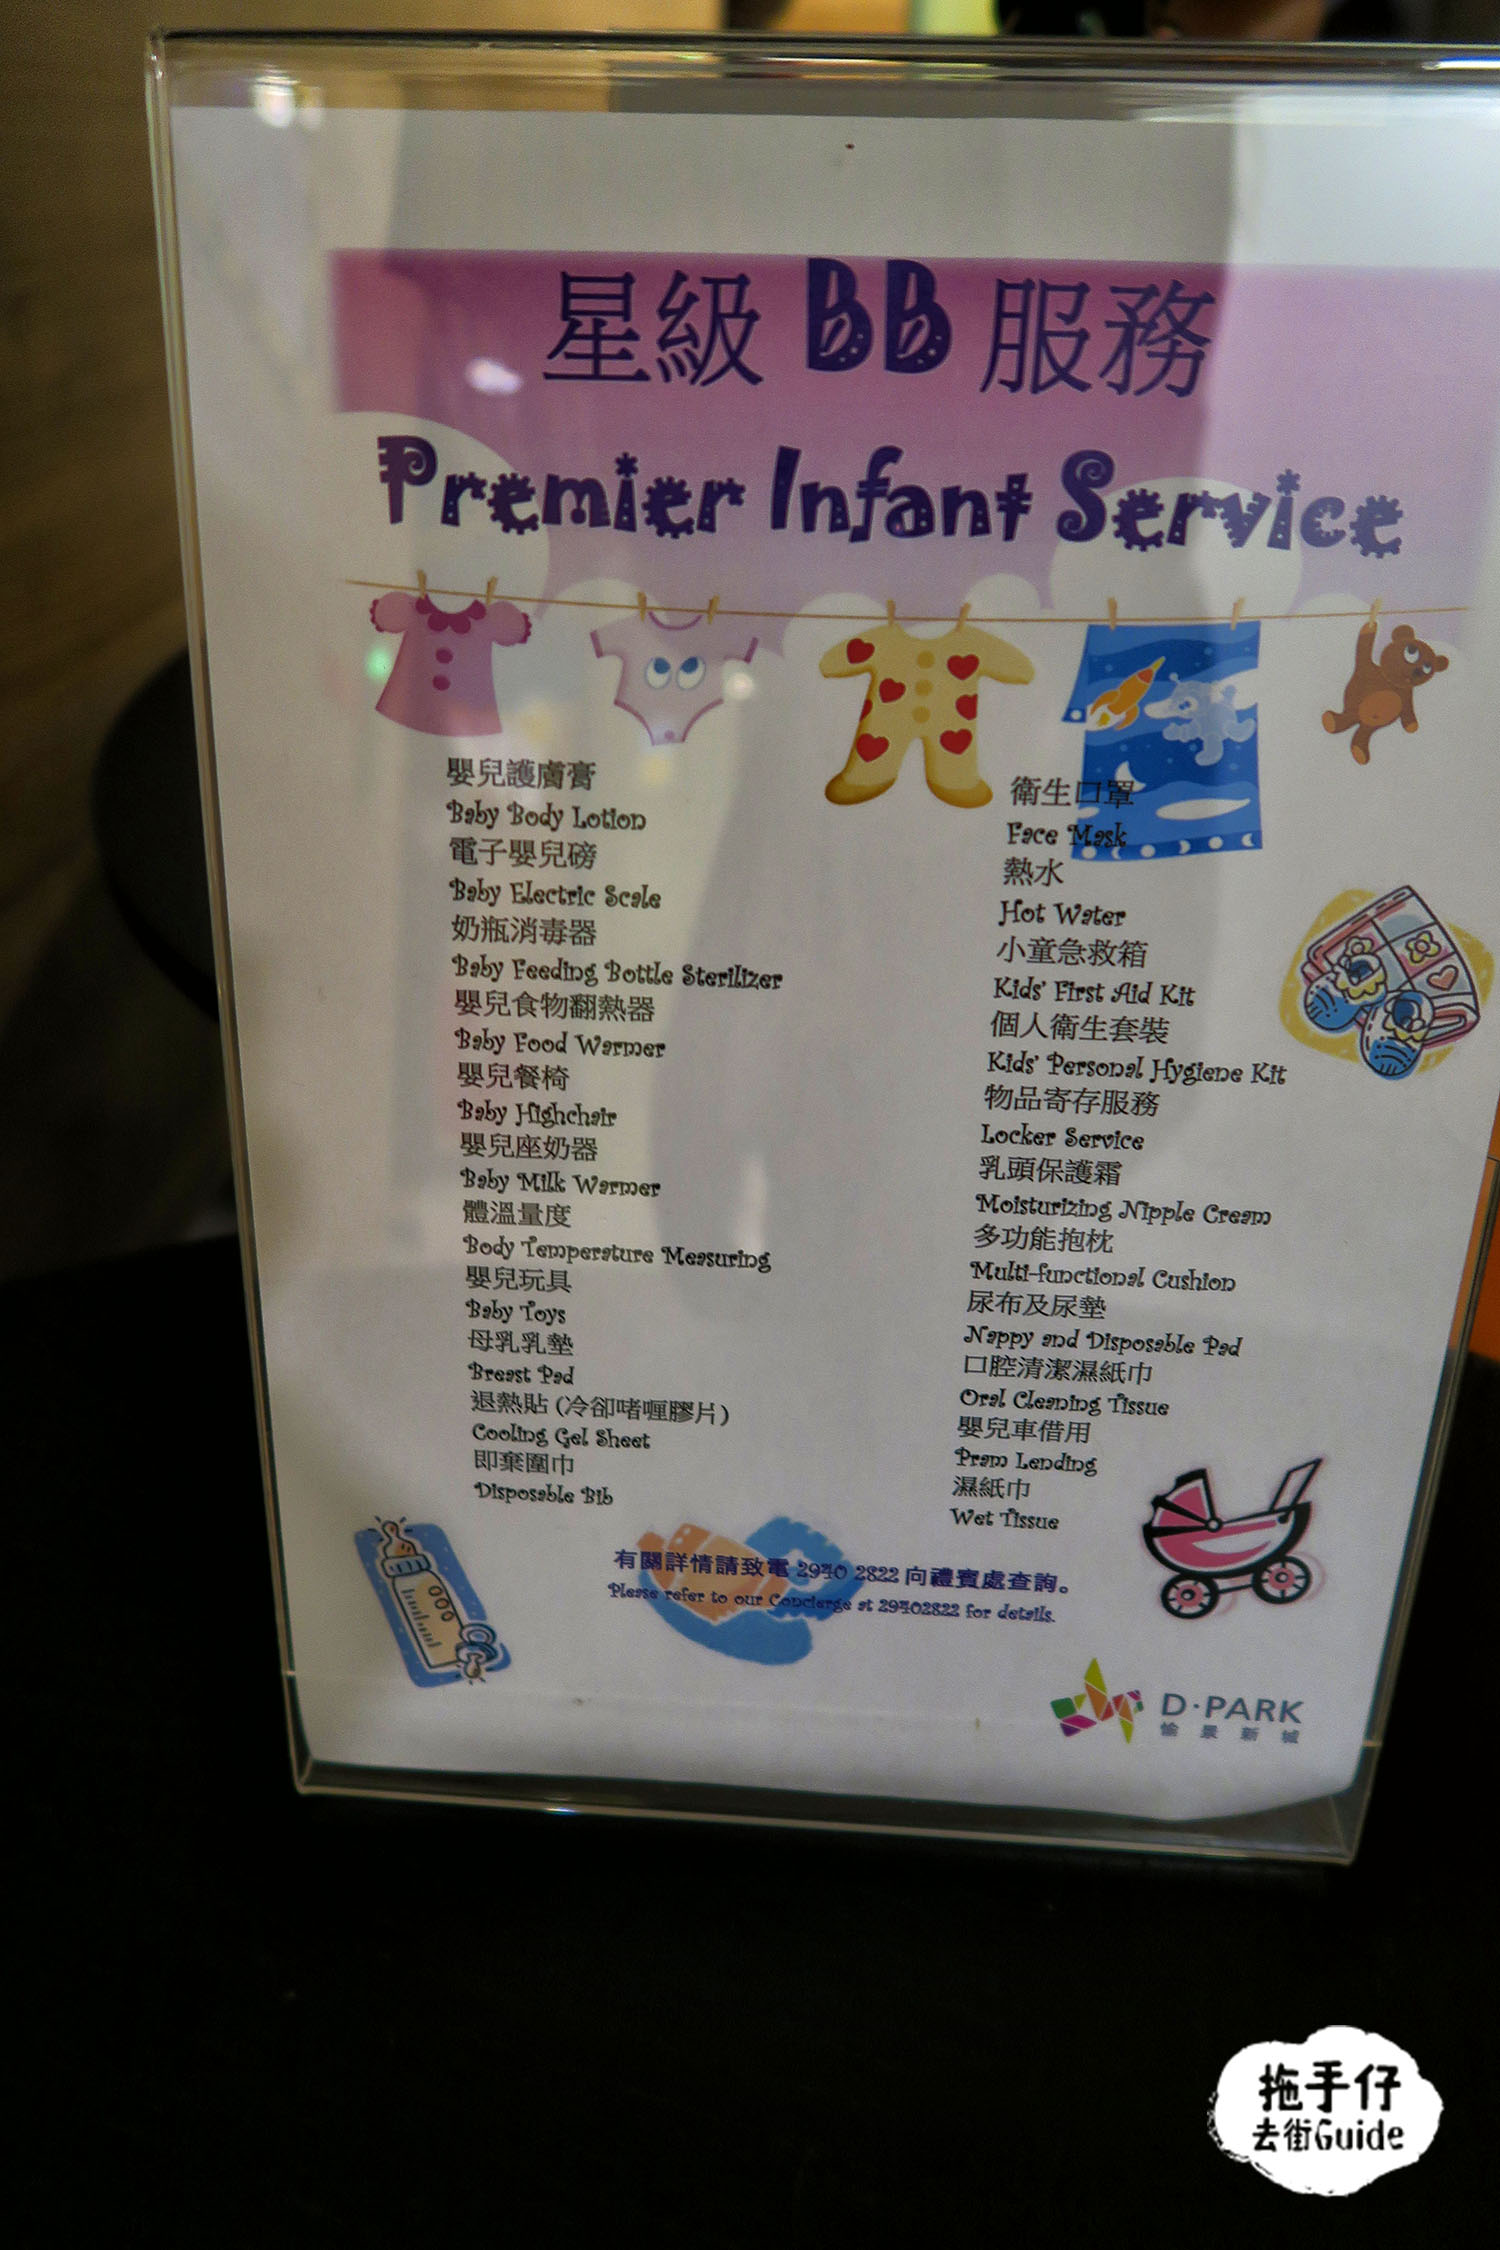 星級 BB 服務
Premier Infant Service
嬰兒護膚膏
Baby Body Lotion
電子嬰兒磅
Baby Electric Scale
奶瓶消毒器
Baby Feeding Bottle Sterilizer
嬰兒食物翻熱器
Baby Food Warmer
嬰兒餐椅
Baby Highchair
嬰兒座奶器
Baby Milk Warmer
體溫量度
Body Temperature Measuring
嬰兒玩具
Baby Toys
母乳乳墊
Breast Pad
退熱貼 (冷卻啫喱膠片)
Cooling Gel Sheet
即棄圍巾
Disposable Bib
衛生口罩
Face Mask
熱水
Hot Water
小童急救箱
Kids' First Aid Kit
個人衛生套裝
Kids' Personal Hygiene Kit
物品寄存服務
Locker Service
乳頭保護霜
Moisturizing Nipple Cream
多功能抱枕
Multi-functional Cushion
尿布及尿墊
Nappy and Disposable Pad
口腔清潔濕紙巾
Oral Cleaning Tissue
嬰兒車借用
Pram Lending
濕紙巾
Wet Tissue
有關詳情請致電 2940 2822 向禮賓處查詢。
Please refer to our Concierge at 29402822 for details.
D·PARK
愉景新城
拖手仔
去街Guide